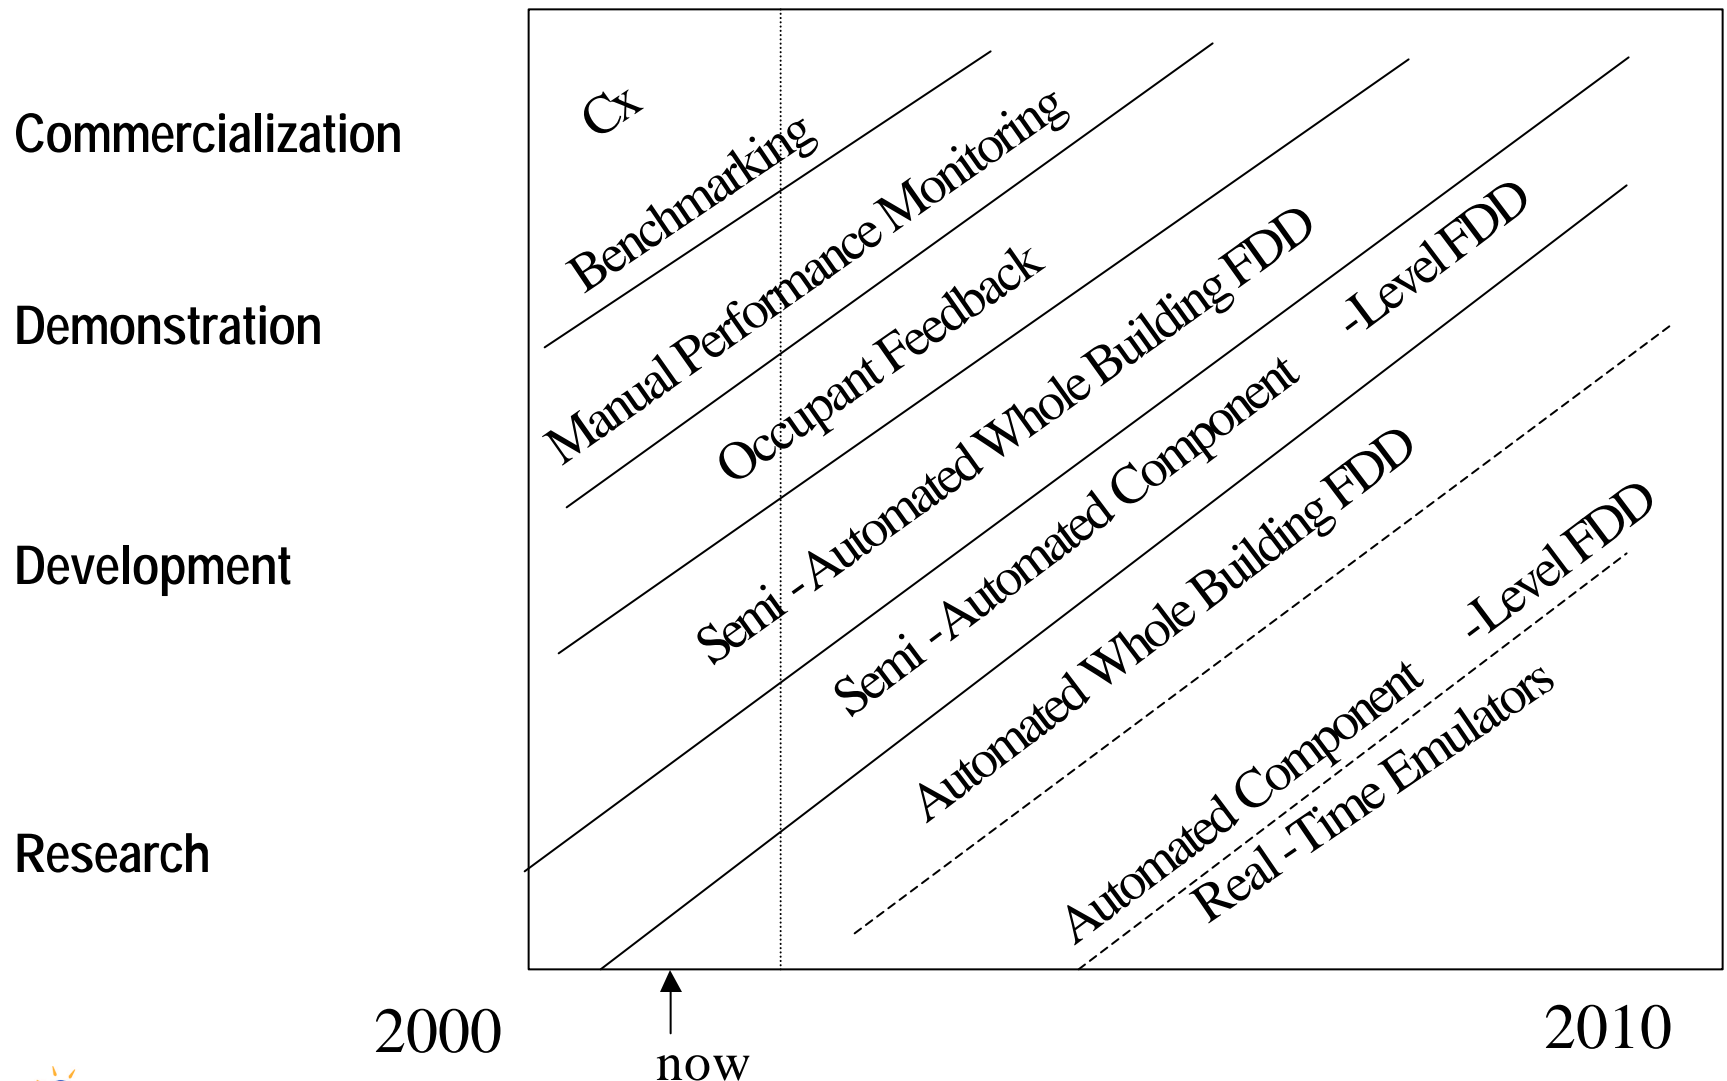 Commercialization
Demonstration
Development
Research
Cx
Benchmarking
Manual Performance Monitoring
Occupant Feedback
Semi -Automated Whole Building FDD
Semi -Automated Component -Level FDD
Automated Whole Building FDD
Automated Component -Level FDD
Real -Time Emulators
2000
now
2010